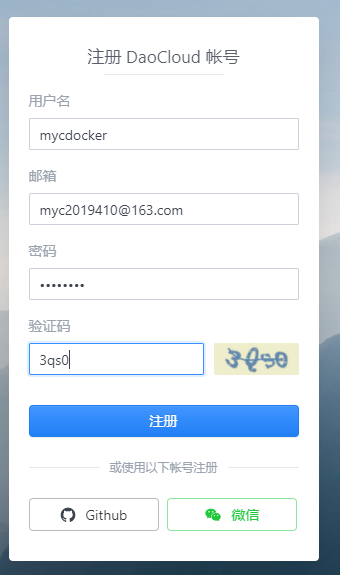 注册 DaoCloud 帐号
用户名
mycdocker
邮箱
myc2019410@163.com
密码
••••••••
验证码
3qs0 3Qs0
注册
或使用以下帐号注册
Github 微信